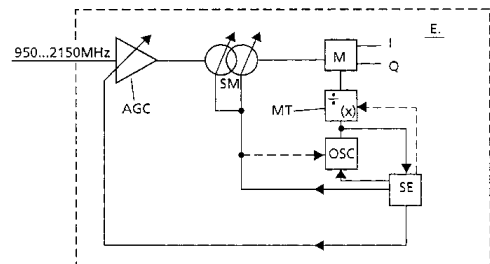 E.
950...2150MHz
I
M
Q
SM
AGC
MT
÷
(x)
OSC
SE